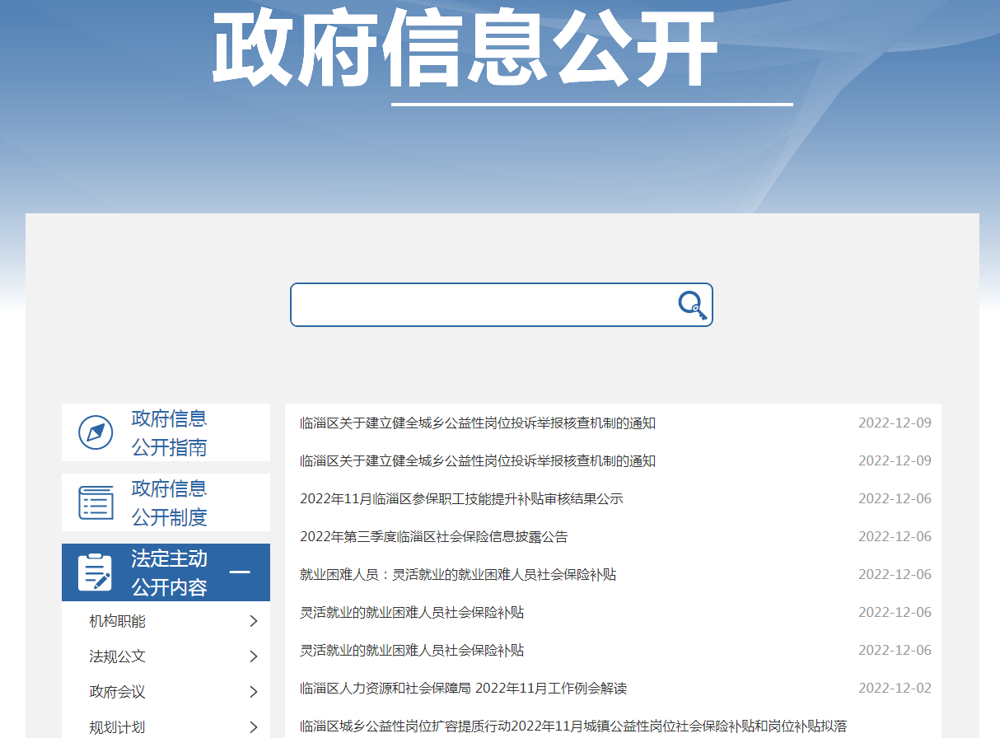 政府信息公开
政府信息
公开指南
政府信息
公开制度
法定主动
公开内容
机构职能
法规公文
政府会议
规划计划
临淄区关于建立健全城乡公益性岗位投诉举报核查机制的通知 2022-12-09
临淄区关于建立健全城乡公益性岗位投诉举报核查机制的通知 2022-12-09
2022年11月临淄区参保职工技能提升补贴审核结果公示 2022-12-06
2022年第三季度临淄区社会保险信息披露公告 2022-12-06
就业困难人员：灵活就业的就业困难人员社会保险补贴 2022-12-06
灵活就业的就业困难人员社会保险补贴 2022-12-06
灵活就业的就业困难人员社会保险补贴 2022-12-06
临淄区人力资源和社会保障局 2022年11月工作例会解读 2022-12-02
临淄区城乡公益性岗位扩容提质行动2022年11月城镇公益性岗位社会保险补贴和岗位补贴拟落